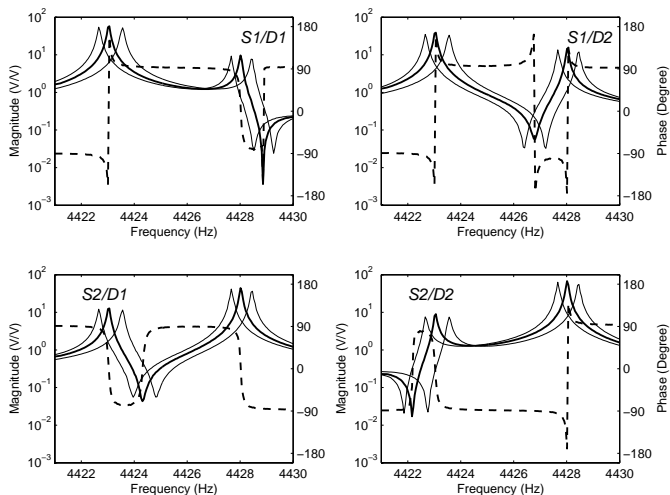 S1/D1
10²
10¹
10⁰
10⁻¹
10⁻²
10⁻³
180
90
0
−90
−180
4422 4424 4426 4428 4430
Frequency (Hz)
Magnitude (V/V)
S1/D2
10²
10¹
10⁰
10⁻¹
10⁻²
10⁻³
180
90
0
−90
−180
4422 4424 4426 4428 4430
Frequency (Hz)
Magnitude (V/V)
Phase (Degree)
S2/D1
10²
10¹
10⁰
10⁻¹
10⁻²
10⁻³
180
90
0
−90
−180
4422 4424 4426 4428 4430
Frequency (Hz)
Magnitude (V/V)
S2/D2
10²
10¹
10⁰
10⁻¹
10⁻²
10⁻³
180
90
0
−90
−180
4422 4424 4426 4428 4430
Frequency (Hz)
Magnitude (V/V)
Phase (Degree)